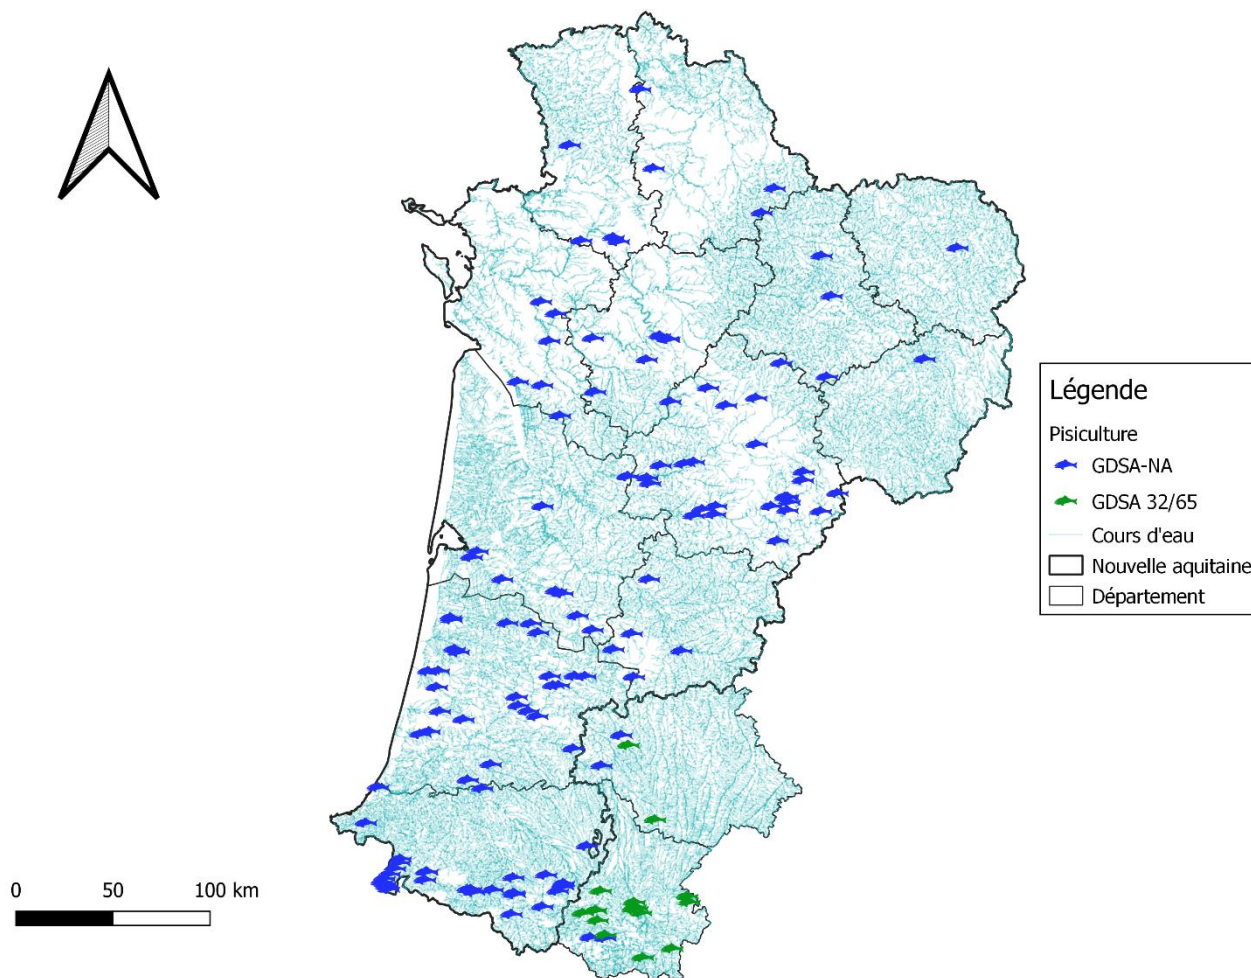 Légende
Pisiculture
GDSA-NA
GDSA 32/65
Cours d'eau
Nouvelle aquitaine
Département
0 50 100 km